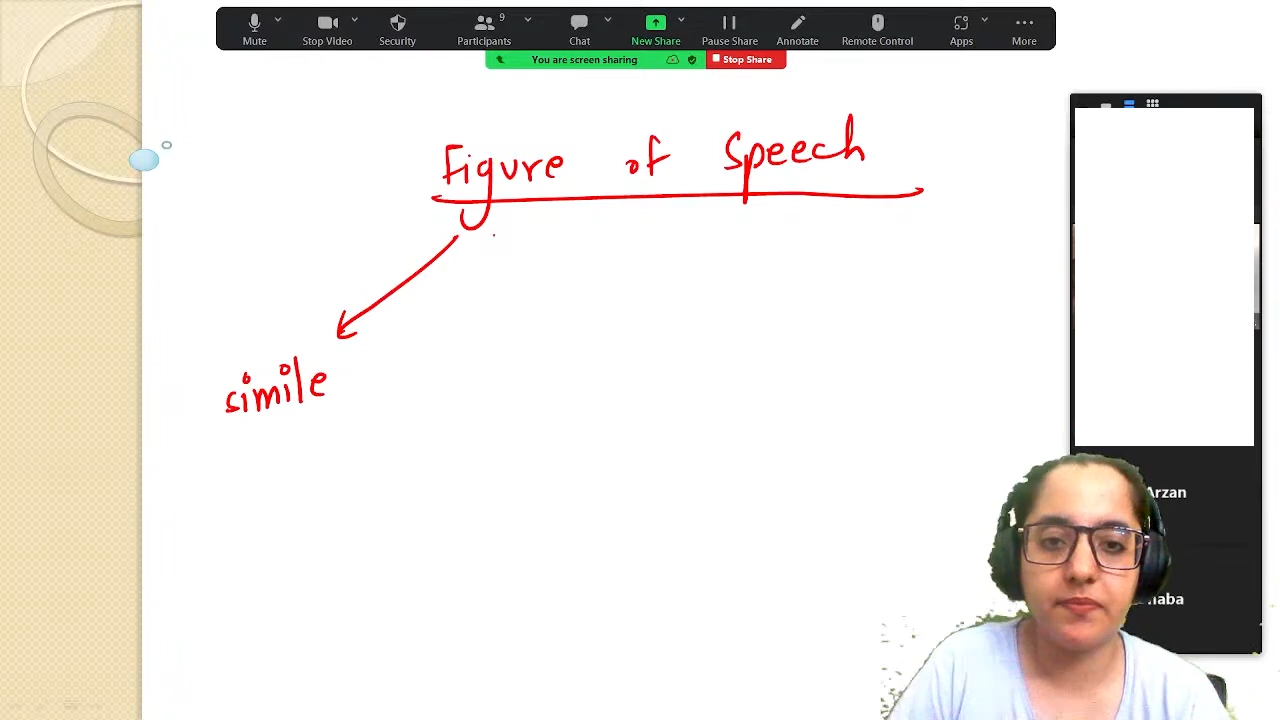 9
Mute
Stop Video
Security
Participants
Chat
New Share
Pause Share
Annotate
Remote Control
Apps
More
You are screen sharing
Stop Share
Figure of Speech
simile
Arzan